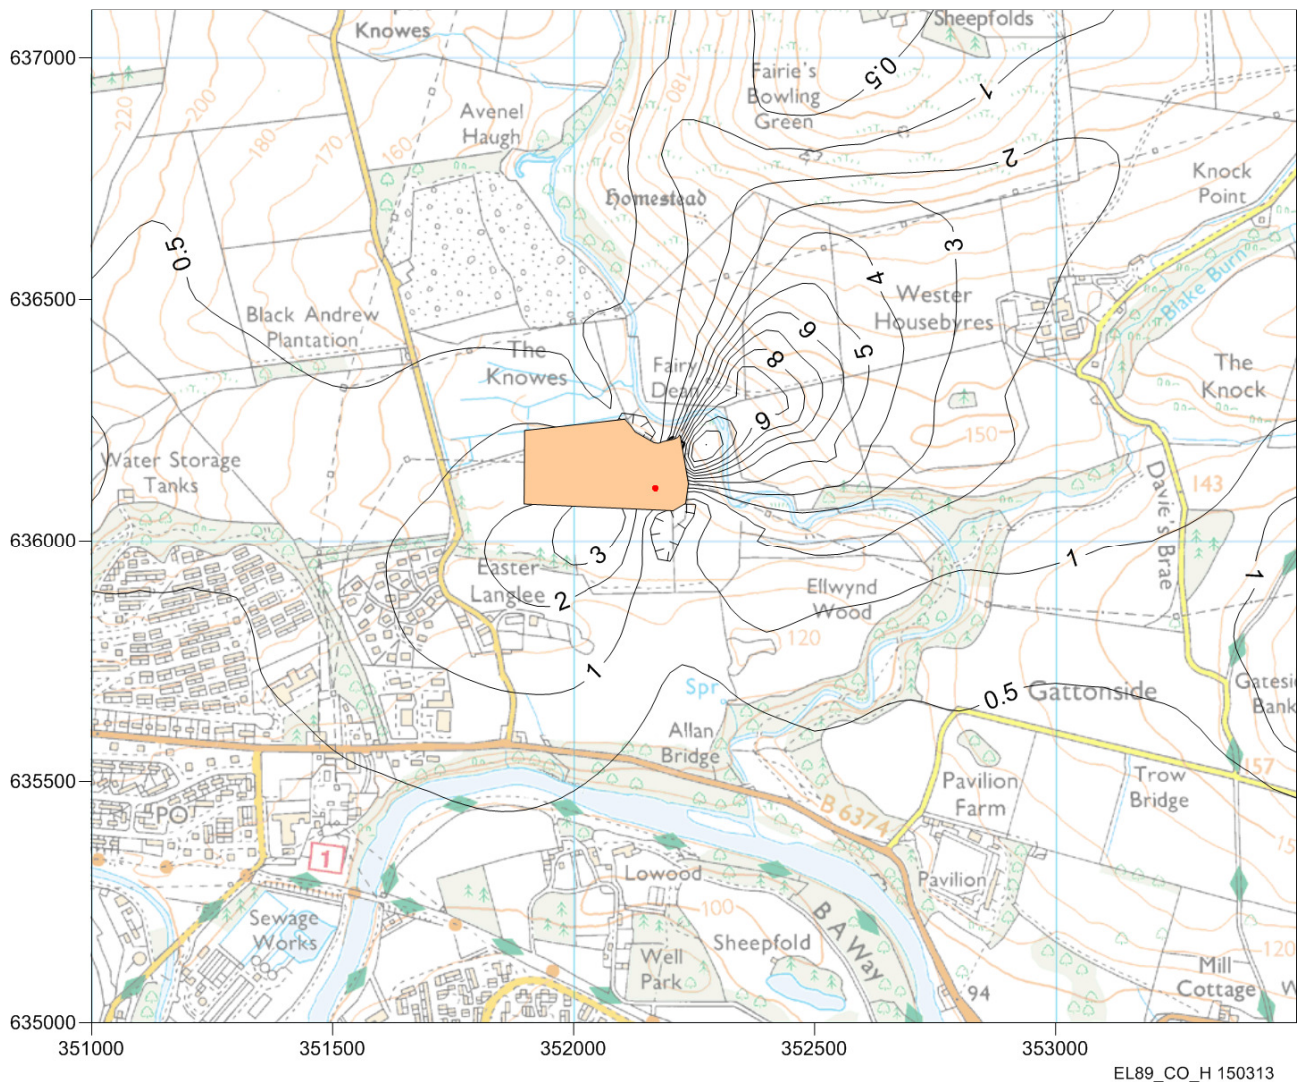 Knowes
Sheepfolds
637000
0.5
Fairie's
Bowling
Green
1
220
200
180
170
160
150
180
Avenel
Haugh
2
Knock
Point
Homestead
0.5
3
4
Wester
Housebyres
Blake Burn
636500
Black Andrew
Plantation
6
5
The
Knowes
Fairy
Dean
8
The
Knock
9
150
Water Storage
Tanks
143
Davie's Brae
636000
3
1
1
Easter
Langlee
2
Ellwynd
Wood
120
1
Spr
0.5
Gattonside
Gatesi
Bank
Allan
Bridge
635500
157
Pavilion
Farm
Trow
Bridge
PO
B 6374
1
Lowood
Pavilion
100
Sewage
Works
Sheepfold
B A Way
120
Well
Park
Mill
Cottage
W
94
635000
351000
351500
352000
352500
353000
EL89_CO_H 150313